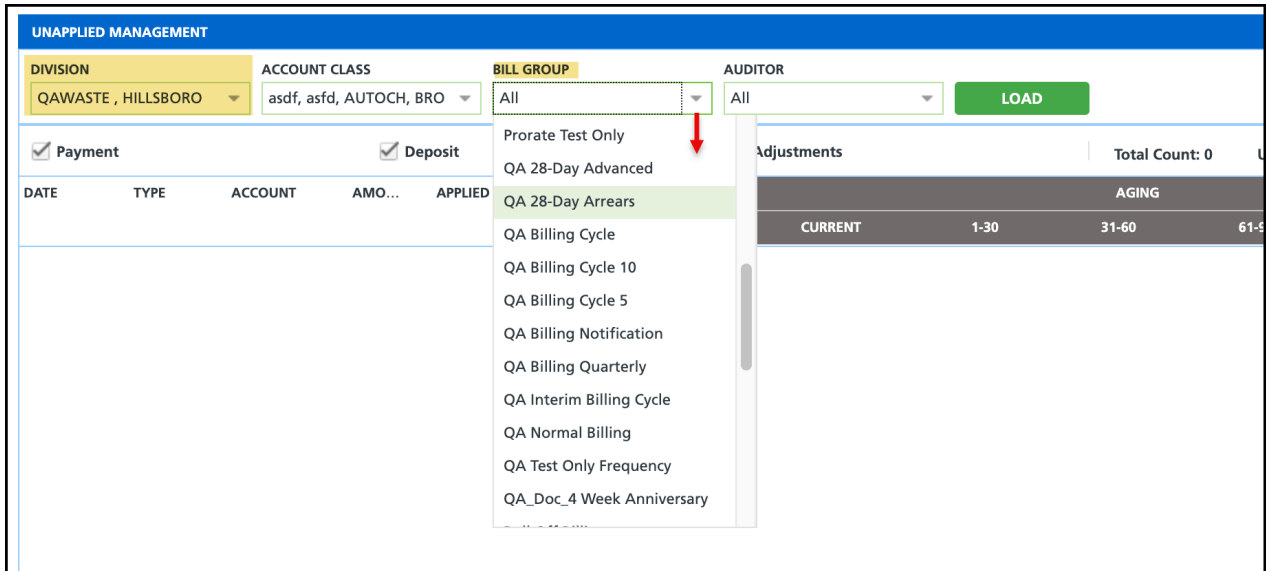 UNAPPLIED MANAGEMENT
DIVISION ACCOUNT CLASS BILL GROUP AUDITOR
QAWASTE , HILLSBORO asdf, asfd, AUTOCH, BRO All All LOAD
Payment Deposit Adjustments Total Count: 0
DATE TYPE ACCOUNT AMO... APPLIED AGING
CURRENT 1-30 31-60 61-9
Prorate Test Only
QA 28-Day Advanced
QA 28-Day Arrears
QA Billing Cycle
QA Billing Cycle 10
QA Billing Cycle 5
QA Billing Notification
QA Billing Quarterly
QA Interim Billing Cycle
QA Normal Billing
QA Test Only Frequency
QA_Doc_4 Week Anniversary